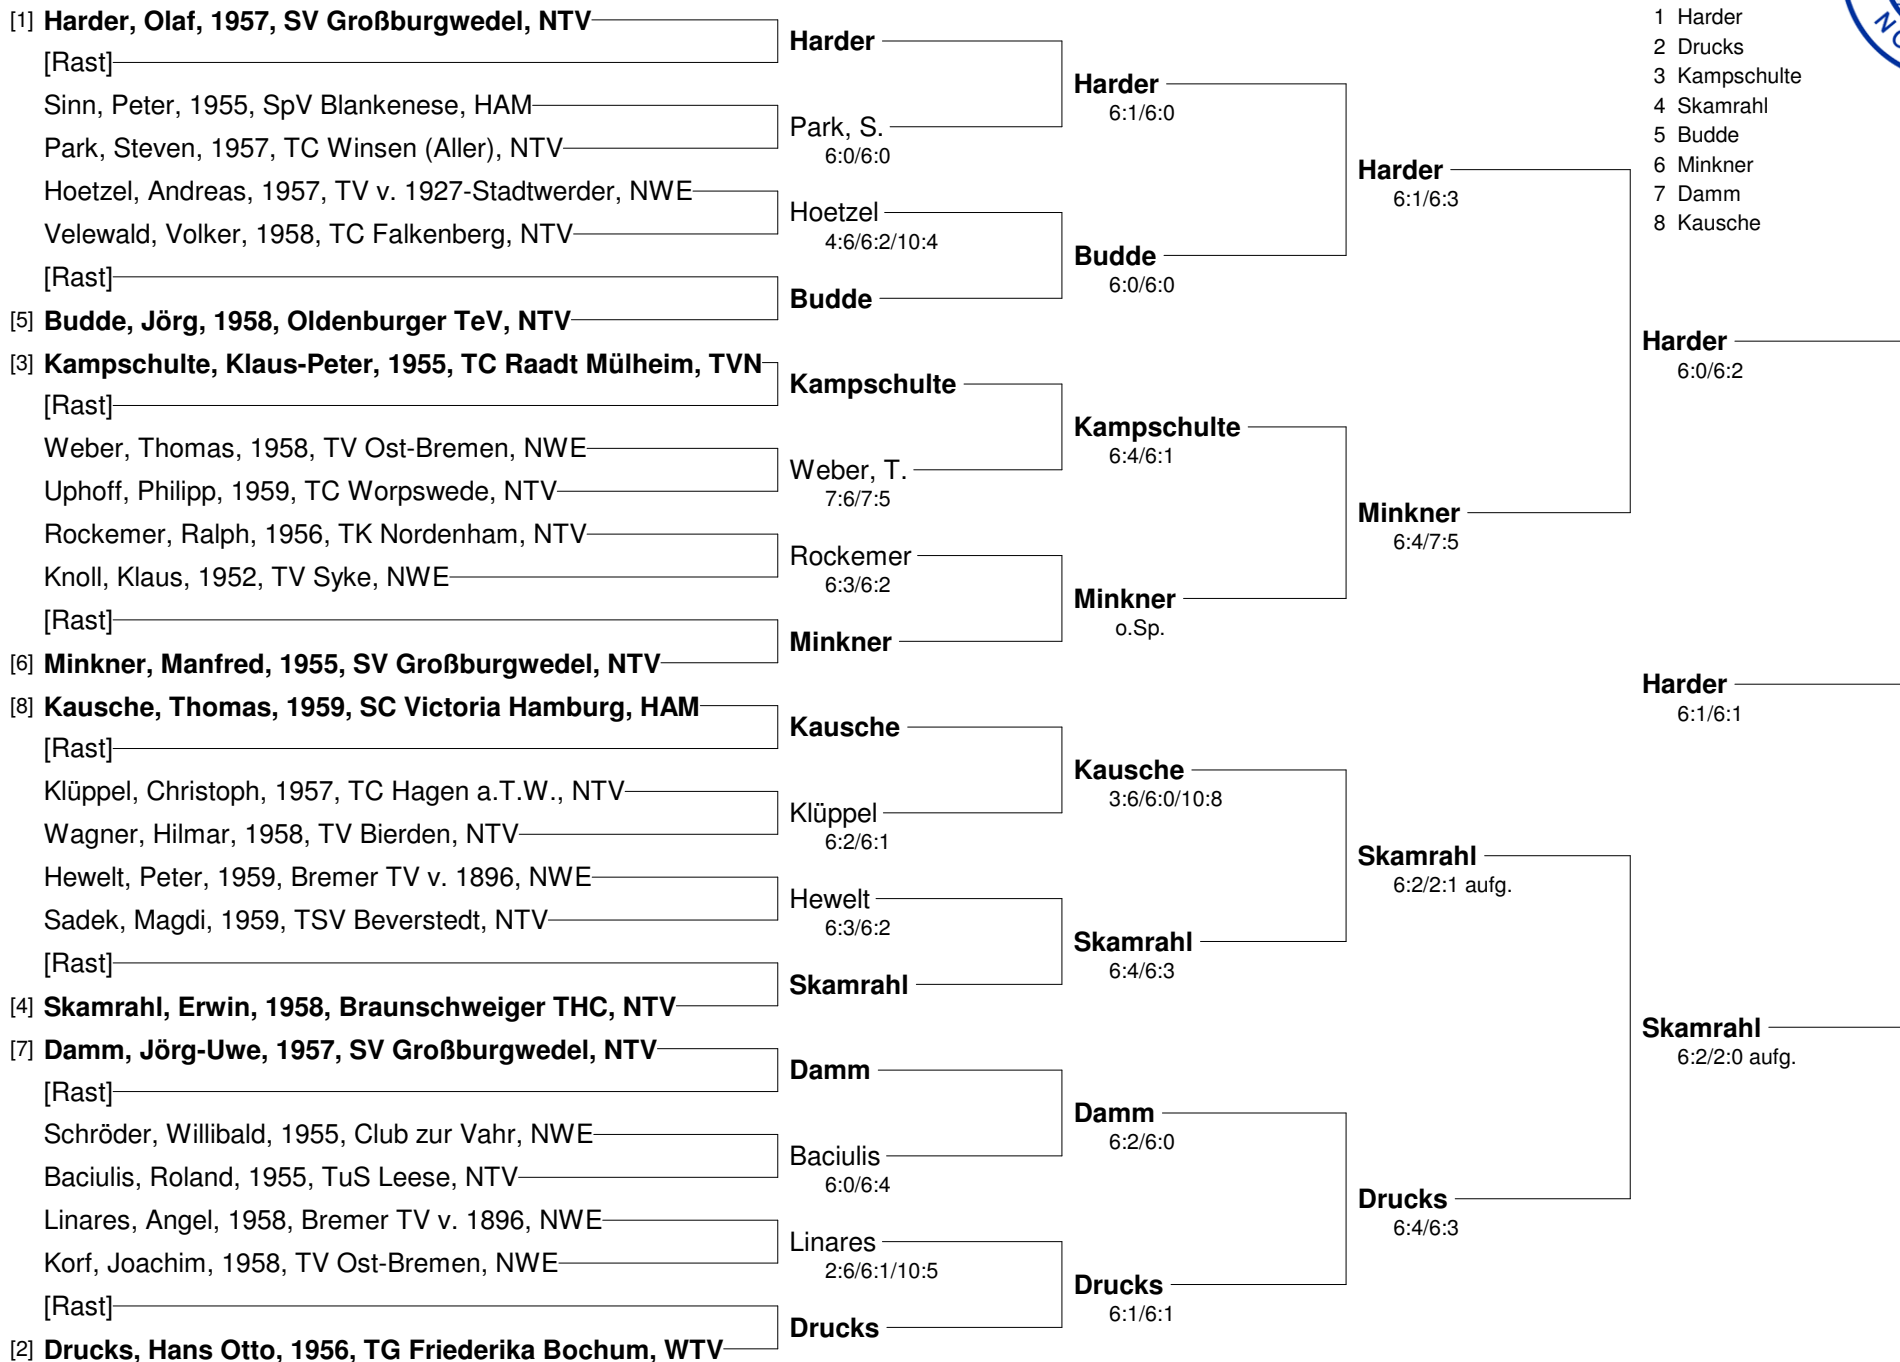 [1] Harder, Olaf, 1957, SV Großburgwedel, NTV
[Rast]
Sinn, Peter, 1955, SpV Blankenese, HAM
Park, Steven, 1957, TC Winsen (Aller), NTV
Hoetzel, Andreas, 1957, TV v. 1927-Stadtwerder, NWE
Velewald, Volker, 1958, TC Falkenberg, NTV
[Rast]
[5] Budde, Jörg, 1958, Oldenburger TeV, NTV
[3] Kampschulte, Klaus-Peter, 1955, TC Raadt Mülheim, TVN
[Rast]
Weber, Thomas, 1958, TV Ost-Bremen, NWE
Uphoff, Philipp, 1959, TC Worpswede, NTV
Rockemer, Ralph, 1956, TK Nordenham, NTV
Knoll, Klaus, 1952, TV Syke, NWE
[Rast]
[6] Minkner, Manfred, 1955, SV Großburgwedel, NTV
[8] Kausche, Thomas, 1959, SC Victoria Hamburg, HAM
[Rast]
Klüppel, Christoph, 1957, TC Hagen a.T.W., NTV
Wagner, Hilmar, 1958, TV Bierden, NTV
Hewelt, Peter, 1959, Bremer TV v. 1896, NWE
Sadek, Magdi, 1959, TSV Beverstedt, NTV
[Rast]
[4] Skamrahl, Erwin, 1958, Braunschweiger THC, NTV
[7] Damm, Jörg-Uwe, 1957, SV Großburgwedel, NTV
[Rast]
Schröder, Willibald, 1955, Club zur Vahr, NWE
Baciulis, Roland, 1955, TuS Leese, NTV
Linares, Angel, 1958, Bremer TV v. 1896, NWE
Korf, Joachim, 1958, TV Ost-Bremen, NWE
[Rast]
[2] Drucks, Hans Otto, 1956, TG Friederika Bochum, WTV
Harder
Park, S.
6:0/6:0
Hoetzel
4:6/6:2/10:4
Budde
Kampschulte
Weber, T.
7:6/7:5
Rockemer
6:3/6:2
Minkner
Kausche
Klüppel
6:2/6:1
Hewelt
6:3/6:2
Skamrahl
Damm
Baciulis
6:0/6:4
Linares
2:6/6:1/10:5
Drucks
Harder
6:1/6:0
Budde
6:0/6:0
Kampschulte
6:4/6:1
Minkner
o.Sp.
Kausche
3:6/6:0/10:8
Skamrahl
6:4/6:3
Damm
6:2/6:0
Drucks
6:1/6:1
Harder
6:1/6:3
Minkner
6:4/7:5
Skamrahl
6:2/2:1 aufg.
Drucks
6:4/6:3
1 Harder
2 Drucks
3 Kampschulte
4 Skamrahl
5 Budde
6 Minkner
7 Damm
8 Kausche
Harder
6:0/6:2
Harder
6:1/6:1
Skamrahl
6:2/2:0 aufg.